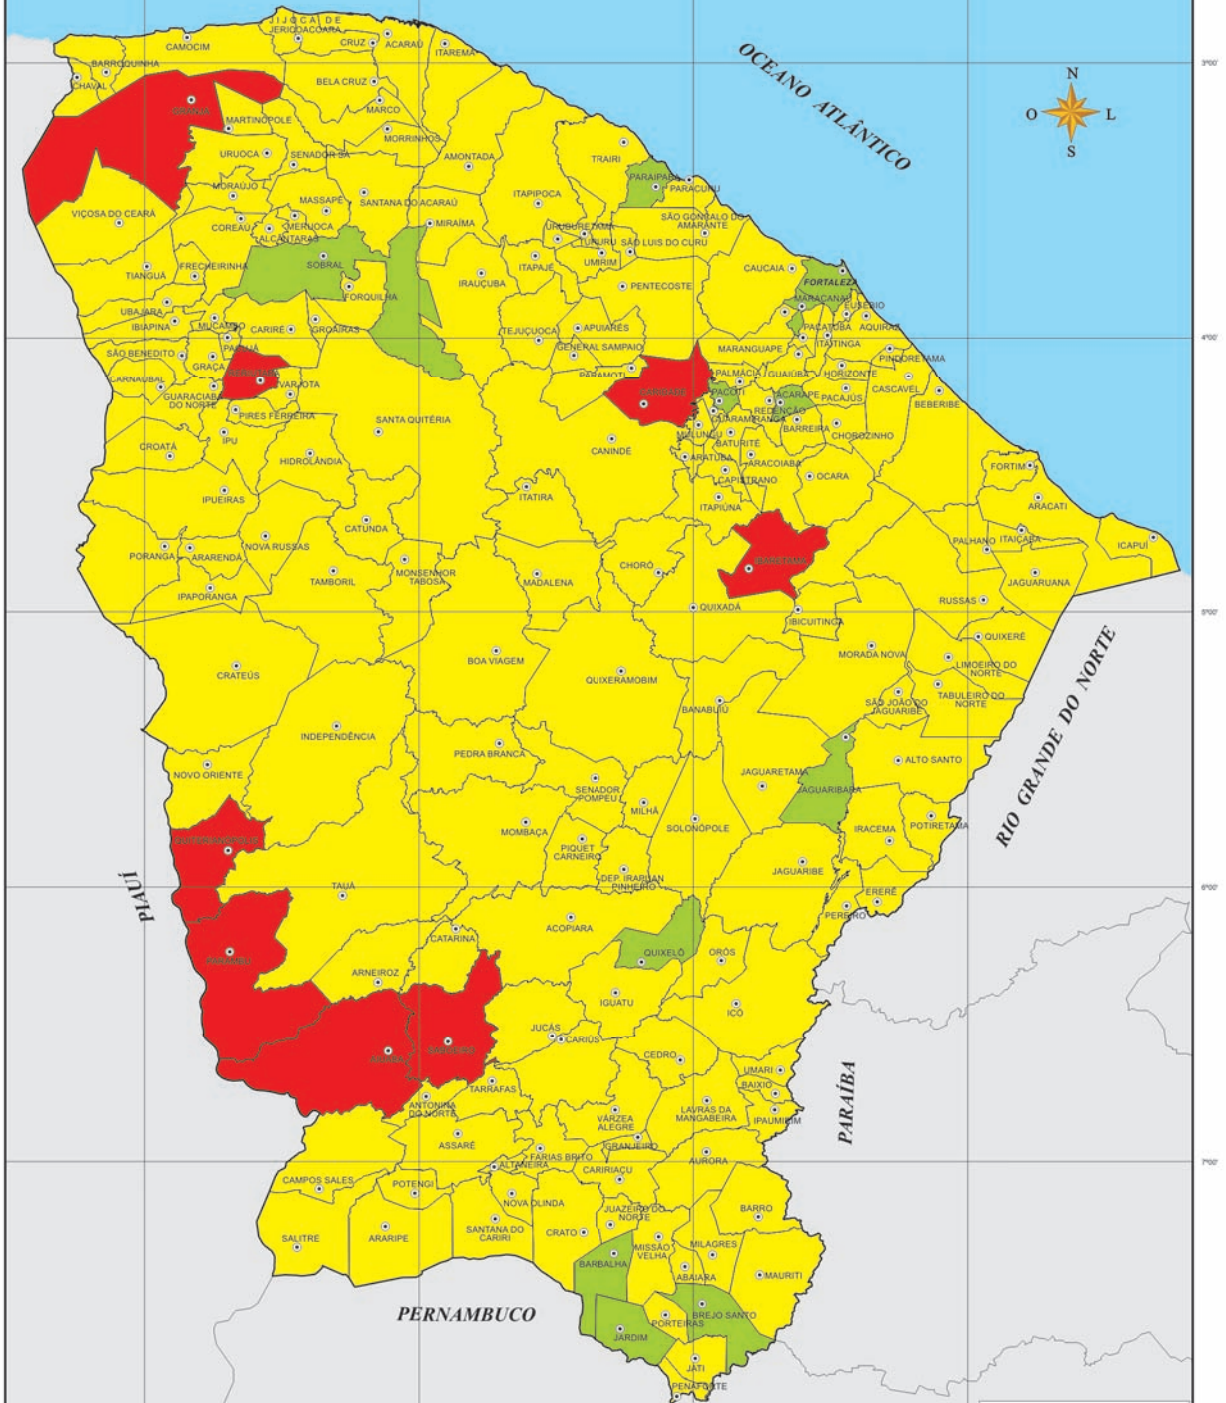 JIJOCA DE
JERICOACOARA
CAMOCIM
CRUZ
ACARAÚ
ITAREMA
OCEANO ATLÂNTICO
3°00'
BARROQUINHA
CHAVAL
BELA CRUZ
MARCO
N
O
L
S
MARTINÓPOLE
MORRINHOS
URUOCA
SENADOR SÁ
AMONTADA
TRAIRI
PARAIPABA
PARACURU
MORAÚJO
MASSAPÊ
SANTANA DO ACARAÚ
ITAPIPOCA
VIÇOSA DO CEARÁ
COREAÚ
MERUOCA
ALCÂNTARAS
MIRAÍMA
URUBURETAMA
TURURU
SÃO GONÇALO DO
AMARANTE
SÃO LUIS DO CURU
UMIRIM
TIANGUÁ
FRECHEIRINHA
SOBRAL
FORQUILHA
IRAUÇUBA
ITAPAJÉ
PENTECOSTE
CAUCAIA
FORTALEZA
MARACANAÚ
EUSÉBIO
AQUIRAZ
UBAJARA
IBIAPINA
MUCAMBO
CARIRÉ
GROAÍRAS
TEJUÇUOCA
APUIARÉS
GENERAL SAMPAIO
PACATUBA
ITAITINGA
4°00'
SÃO BENEDITO
GRAÇA
PARAMOTI
MARANGUAPE
PALMÁCIA
GUAIÚBA
HORIZONTE
PINDORETAMA
CASCAVEL
BEBERIBE
CARNAUBAL
GUARACIABA
DO NORTE
VARJOTA
PIRES FERREIRA
PACOTI
ACARAPE
REDENÇÃO
PACAJÚS
BARREIRA
CHOROZINHO
MULUNGU
BATURITÉ
CROATÁ
IPU
SANTA QUITÉRIA
CANINDÉ
ARATUBA
ARACOIABA
CAPISTRANO
OCARA
FORTIM
HIDROLÂNDIA
IPUEIRAS
ITATIRA
ITAPIÚNA
ARACATI
CATUNDA
PORANGA
ARARENDÁ
NOVA RUSSAS
TAMBORIL
MONSENHOR
TABOSA
MADALENA
CHORÓ
PALHANO
ITAIÇABA
ICAPUÍ
JAGUARUANA
IPAPORANGA
QUIXADÁ
IBICUITINGA
RUSSAS
5°00'
QUIXERÉ
CRATEÚS
BOA VIAGEM
QUIXERAMOBIM
MORADA NOVA
LIMOEIRO DO
NORTE
TABULEIRO DO
NORTE
SÃO JOÃO DO
JAGUARIBE
RIO GRANDE DO NORTE
BANABUIÚ
INDEPENDÊNCIA
PEDRA BRANCA
NOVO ORIENTE
SENADOR
POMPEU
MILHÃ
JAGUARETAMA
JAGUARIBARA
ALTO SANTO
MOMBAÇA
SOLONÓPOLE
IRACEMA
POTIRETAMA
PIQUET
CARNEIRO
DEP. IRAPUAN
PINHEIRO
JAGUARIBE
ERERÊ
6°00'
PIAUÍ
TAUÁ
PEREIRO
CATARINA
ACOPIARA
QUIXELÔ
ORÓS
ARNEIROZ
IGUATU
ICÓ
JUCÁS
CARIÚS
CEDRO
UMARI
BAIXIO
IPAUMIRIM
PARAÍBA
TARRAFAS
ANTONINA
DO NORTE
VÁRZEA
ALEGRE
LAVRAS DA
MANGABEIRA
ASSARÉ
GRANJEIRO
FARIAS BRITO
ALTANEIRA
CARIRIAÇU
AURORA
7°00'
CAMPOS SALES
POTENGI
NOVA OLINDA
JUAZEIRO DO
NORTE
BARRO
SALITRE
ARARIPE
SANTANA DO
CARIRI
CRATO
MISSÃO
VELHA
MILAGRES
BARBALHA
ABAIARA
MAURITI
PERNAMBUCO
BREJO SANTO
PORTEIRAS
JARDIM
JATI
PENAFORTE